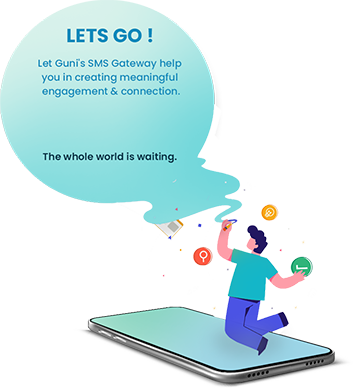 LETS GO !
Let Guni's SMS Gateway help
you in creating meaningful
engagement & connection.
The whole world is waiting.